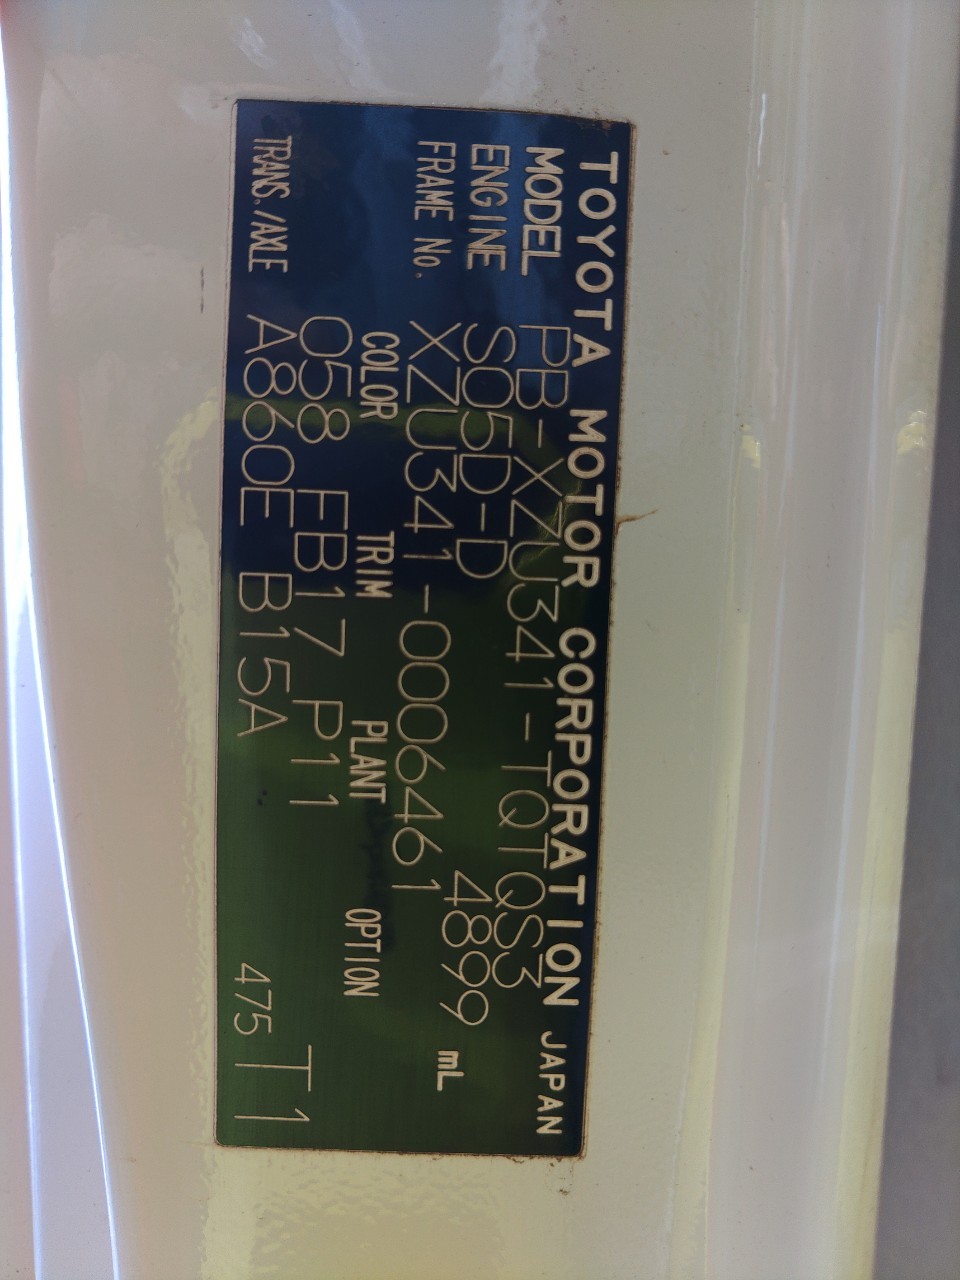 TOYOTA MOTOR CORPORATION JAPAN
MODEL PB-XZU341-TQTQS3
ENGINE S05D-D 4899 mL
FRAME No. XZU341-0006461
COLOR TRIM PLANT OPTION
058 FB17 P11 T1
TRANS./AXLE A860E B15A 475